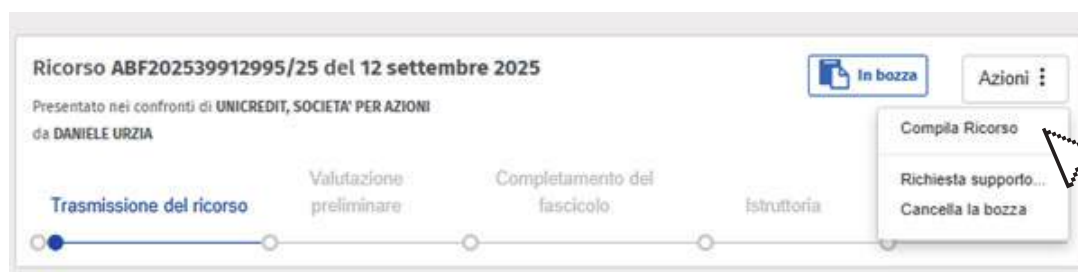 Ricorso ABF202539912995/25 del 12 settembre 2025
In bozza
Azioni
Presentato nei confronti di UNICREDIT, SOCIETA' PER AZIONI
da DANIELE URZIA
Compila Ricorso
Richiesta supporto...
Cancella la bozza
Trasmissione del ricorso
Valutazione
preliminare
Completamento del
fascicolo
Istruttoria